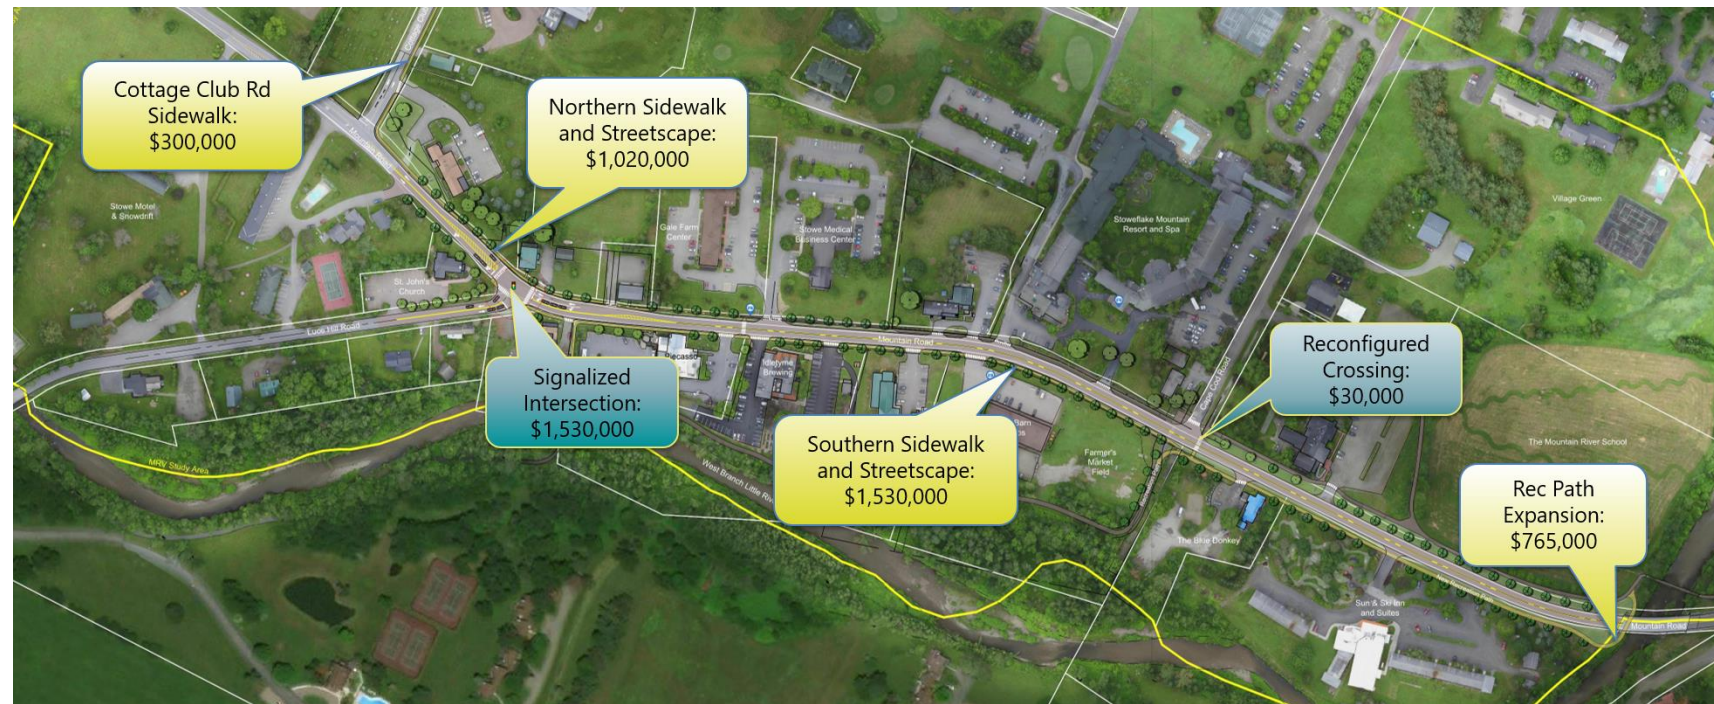 Cottage Club Rd
Sidewalk:
$300,000
Northern Sidewalk
and Streetscape:
$1,020,000
Stowe Motel
& Snowdrift
Gale Farm
Center
Stowe Medical
Business Center
Stoweflake Mountain
Resort and Spa
Village Green
St. John's
Church
Luce Hill Road
Mountain Road
Piecasso
Idletyme
Brewing
Cape Cod Road
Signalized
Intersection:
$1,530,000
Reconfigured
Crossing:
$30,000
Southern Sidewalk
and Streetscape:
$1,530,000
Barn
Farmer's
Market
Field
The Mountain River School
MRV Study Area
West Branch Little River
Rec Path
Expansion:
$765,000
The Blue Donkey
Sun & Ski Inn
and Suites
Mountain Road